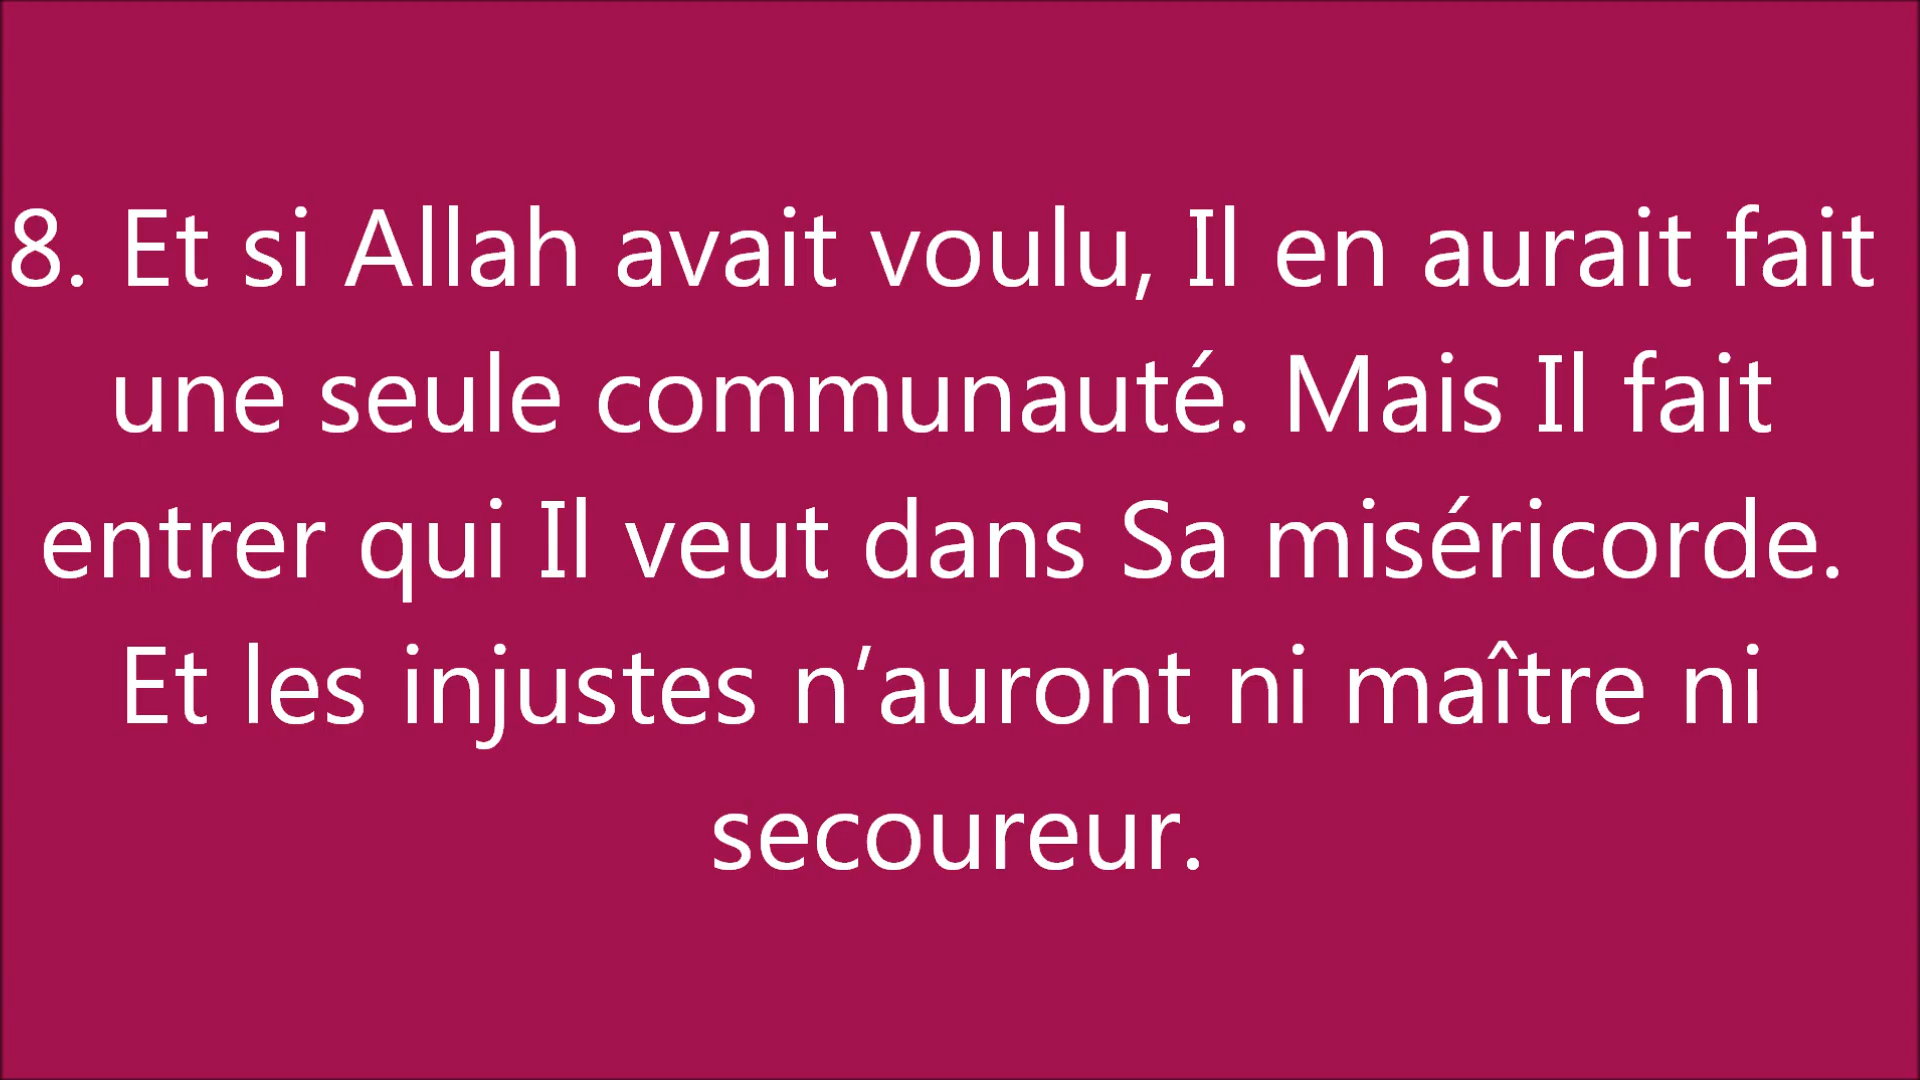 8. Et si Allah avait voulu, Il en aurait fait
une seule communauté. Mais Il fait
entrer qui Il veut dans Sa miséricorde.
Et les injustes n’auront ni maître ni
secoureur.